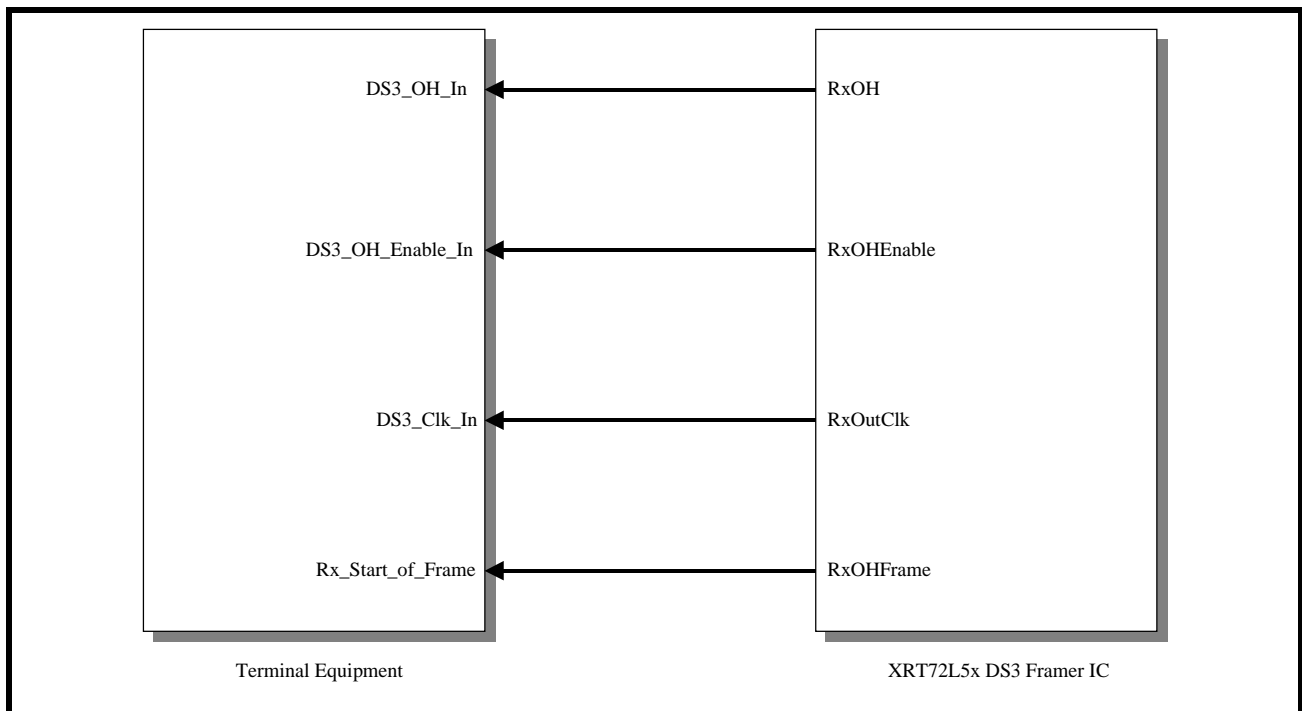 DS3_OH_In
RxOH
DS3_OH_Enable_In
RxOHEnable
DS3_Clk_In
RxOutClk
Rx_Start_of_Frame
RxOHFrame
Terminal Equipment
XRT72L5x DS3 Framer IC